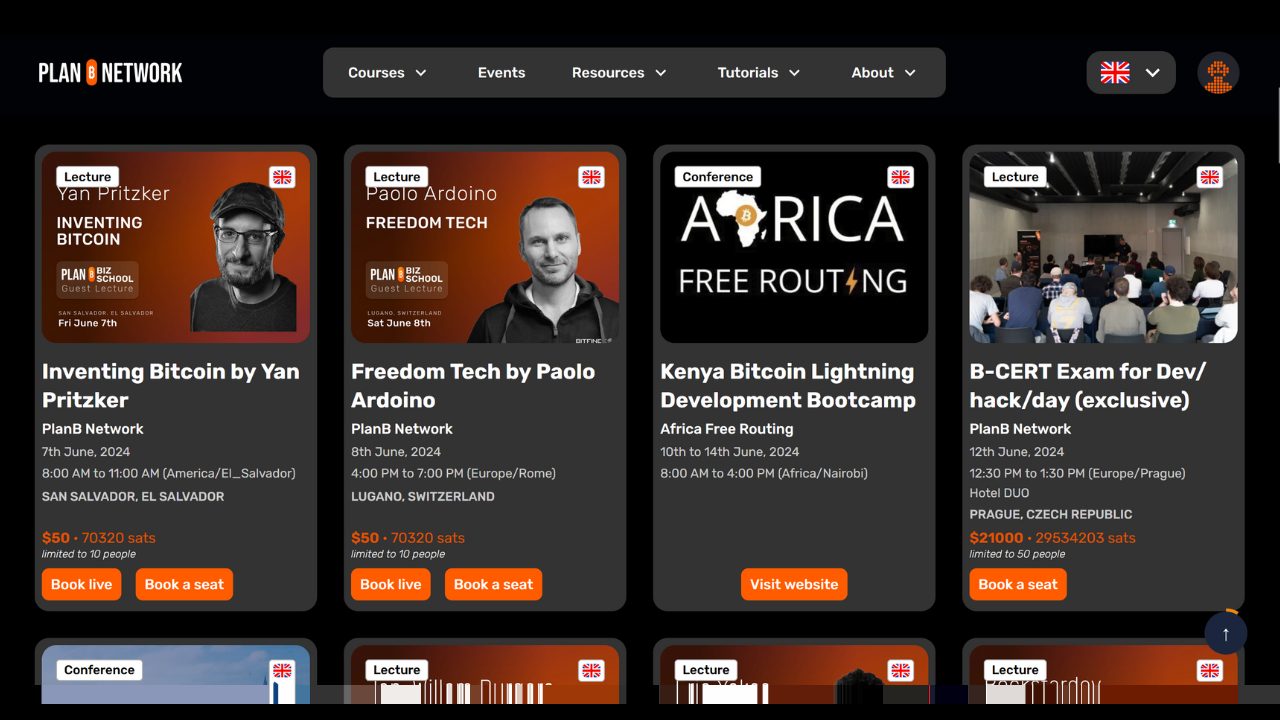 PLAN B NETWORK
Courses
Events
Resources
Tutorials
About
Lecture
Yan Pritzker
INVENTING
BITCOIN
PLAN B BIZ SCHOOL
Guest Lecture
SAN SALVADOR, EL SALVADOR
Fri June 7th
Inventing Bitcoin by Yan
Pritzker
PlanB Network
7th June, 2024
8:00 AM to 11:00 AM (America/El_Salvador)
SAN SALVADOR, EL SALVADOR
$50 · 70320 sats
limited to 10 people
Book live
Book a seat
Lecture
Paolo Ardoino
FREEDOM TECH
PLAN B BIZ SCHOOL
Guest Lecture
LUGANO, SWITZERLAND
Sat June 8th
Freedom Tech by Paolo
Ardoino
PlanB Network
8th June, 2024
4:00 PM to 7:00 PM (Europe/Rome)
LUGANO, SWITZERLAND
$50 · 70320 sats
limited to 10 people
Book live
Book a seat
Conference
AFRICA
FREE ROUTING
Kenya Bitcoin Lightning
Development Bootcamp
Africa Free Routing
10th to 14th June, 2024
8:00 AM to 4:00 PM (Africa/Nairobi)
Visit website
Lecture
B-CERT Exam for Dev/
hack/day (exclusive)
PlanB Network
12th June, 2024
12:30 PM to 1:30 PM (Europe/Prague)
Hotel DUO
PRAGUE, CZECH REPUBLIC
$21000 · 29534203 sats
limited to 50 people
Book a seat
↑
Conference
Lecture
Lecture
Lecture